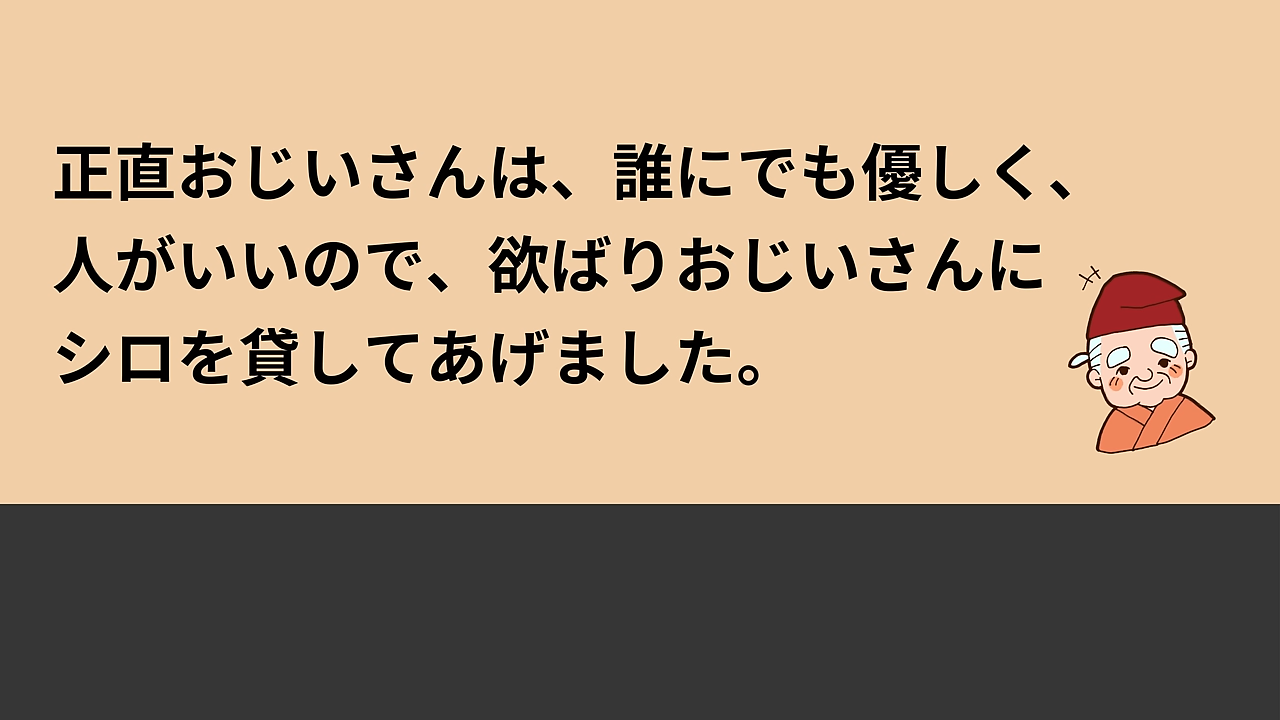 正直おじいさんは、誰にでも優しく、
人がいいので、欲ばりおじいさんに
シロを貸してあげました。